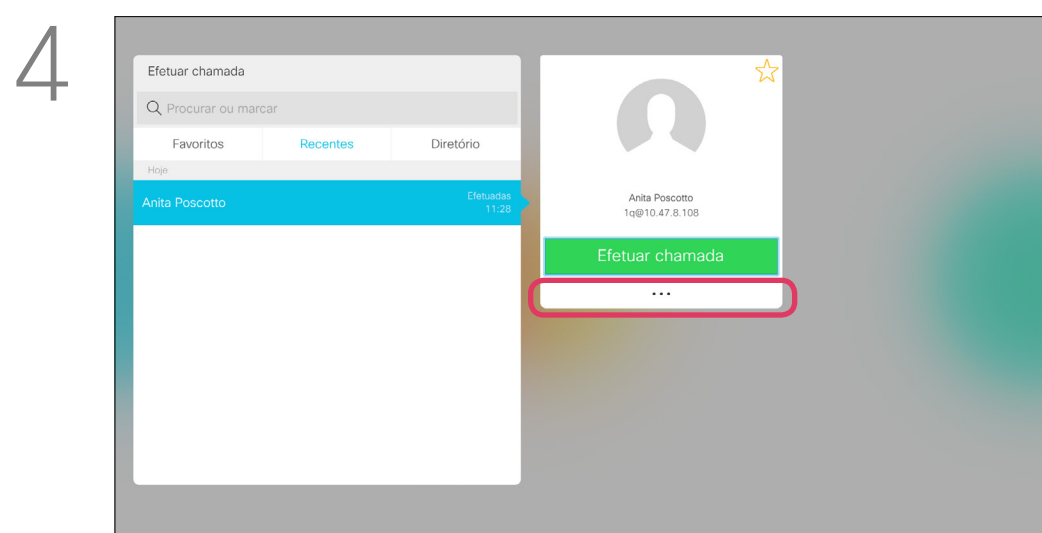 4
Efetuar chamada
Procurar ou marcar
Favoritos Recentes Diretório
Hoje
Anita Poscotto
Efetuadas
11:28
Anita Poscotto
1q@10.47.8.108
Efetuar chamada
...